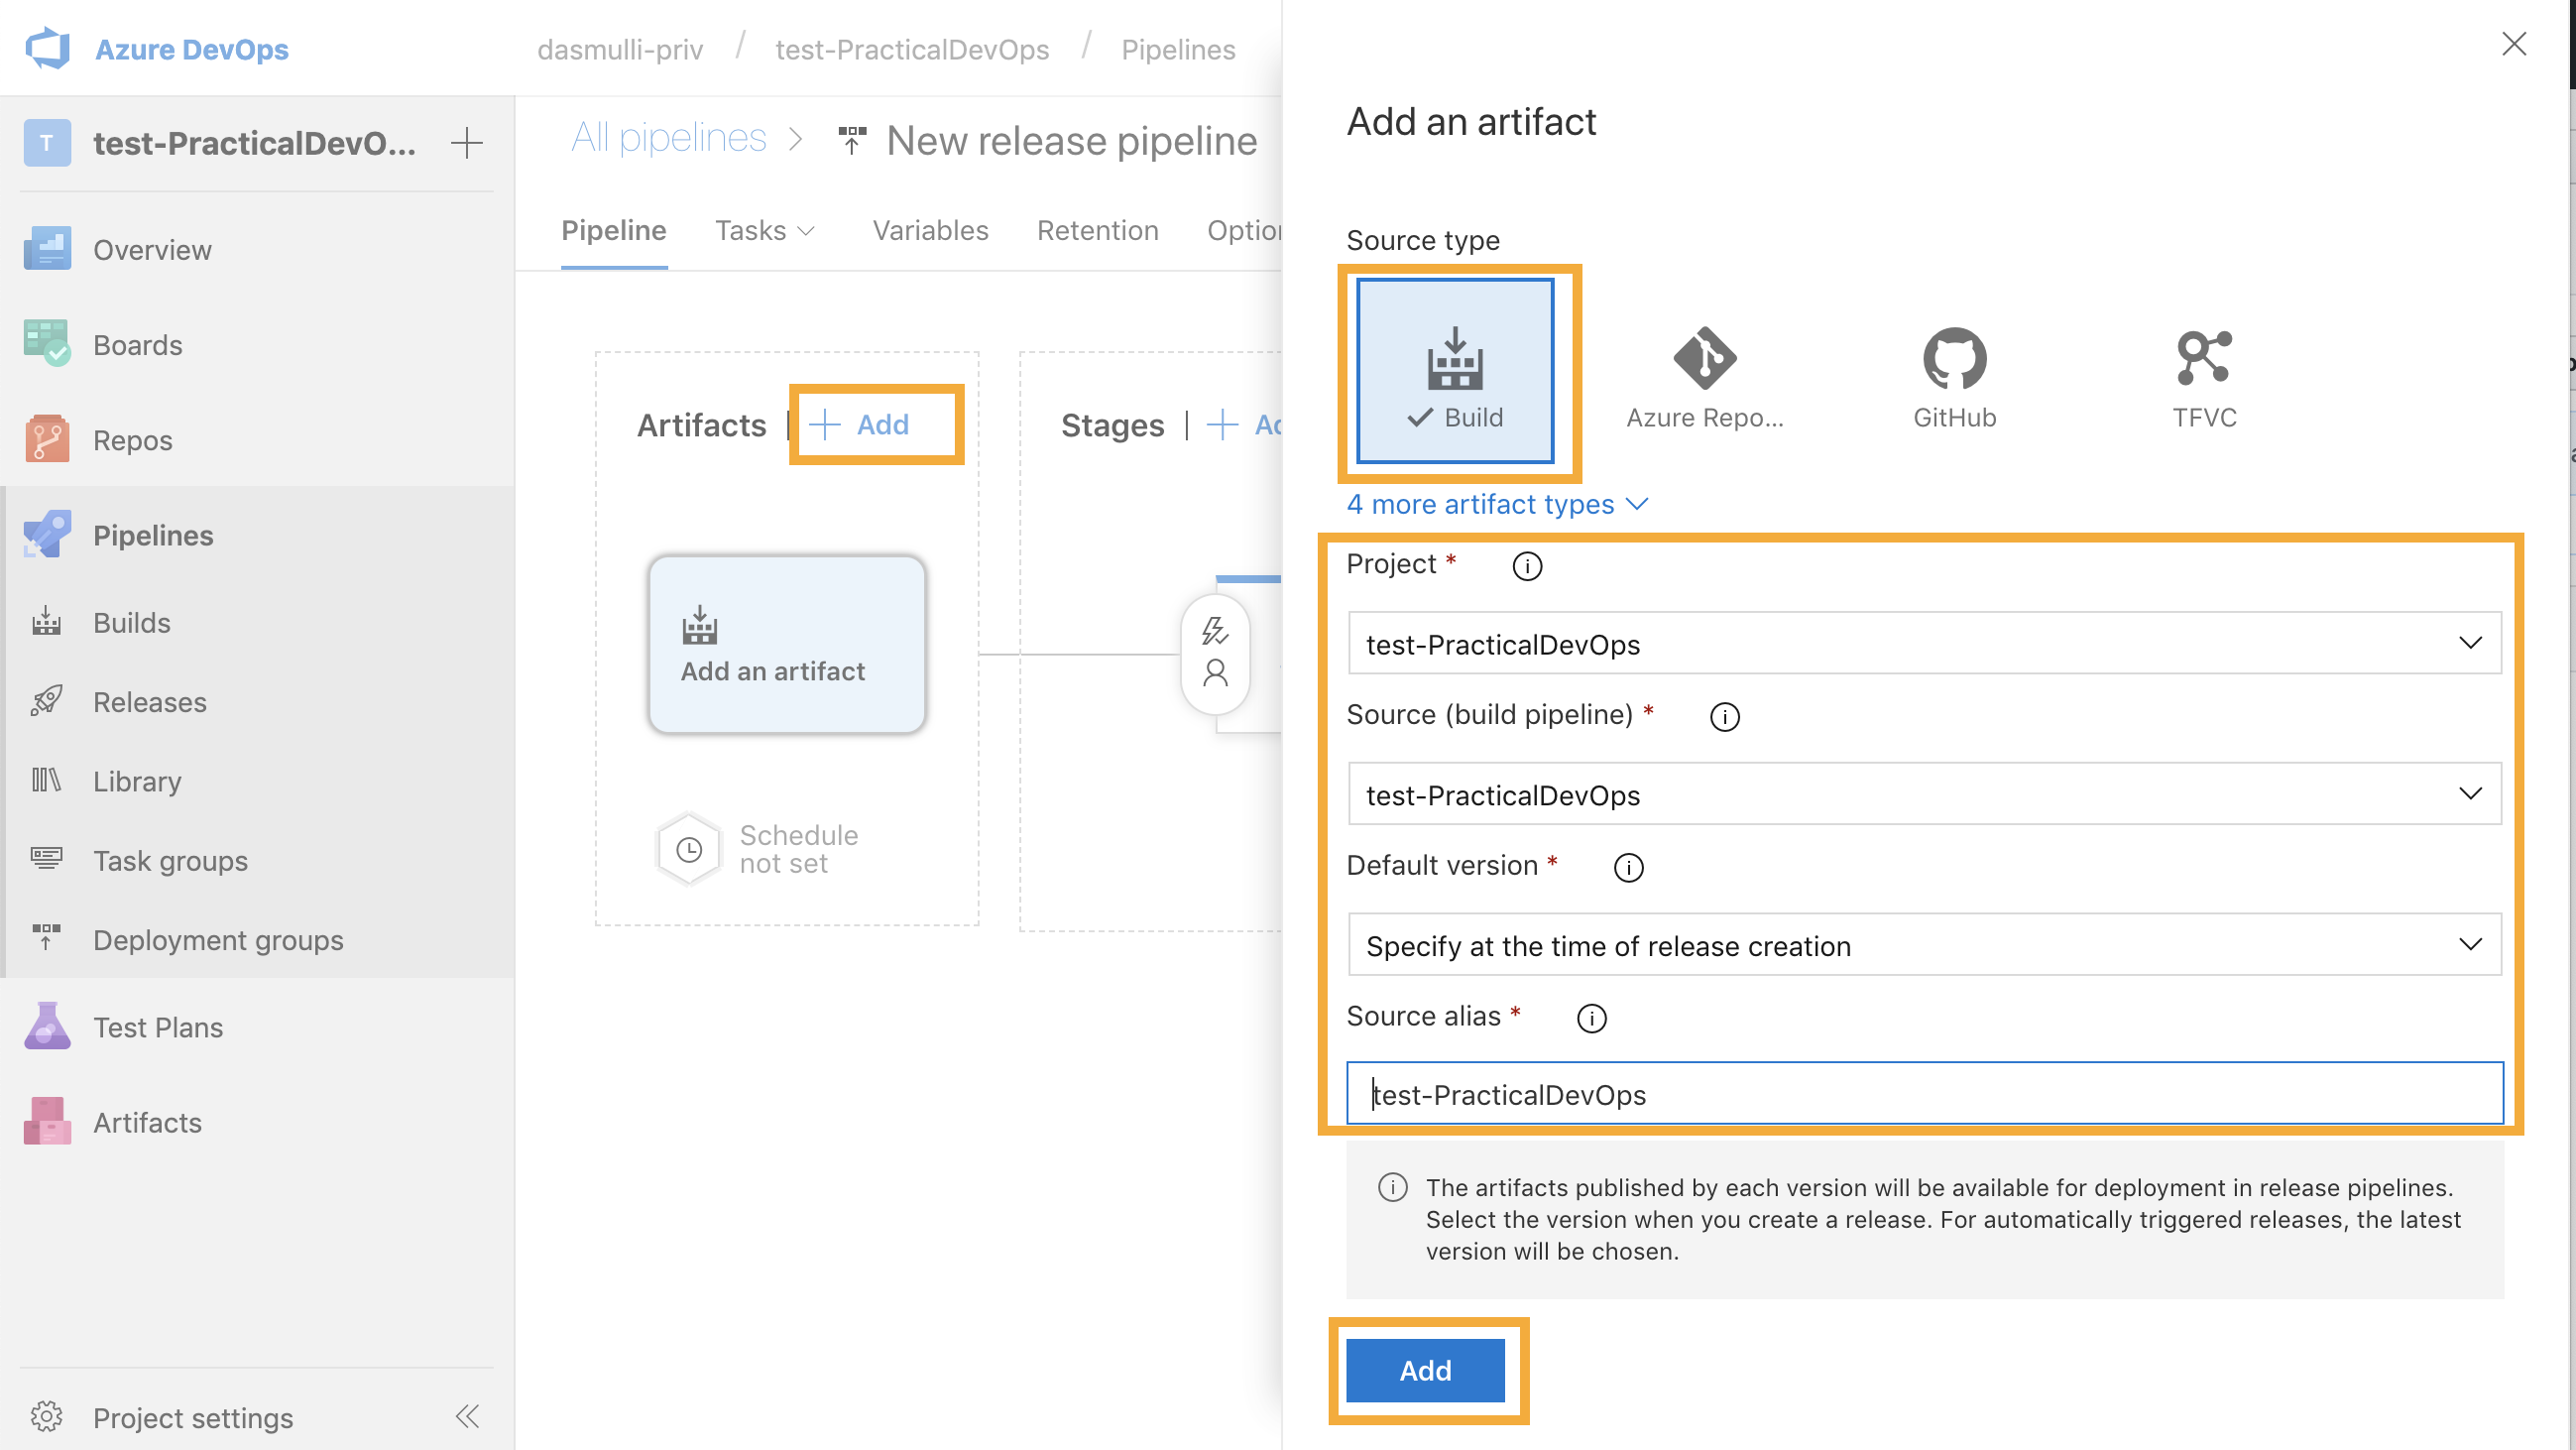 Azure DevOps
dasmulli-priv / test-PracticalDevOps / Pipelines
T
test-PracticalDevO...
Overview
Boards
Repos
Pipelines
Builds
Releases
Library
Task groups
Deployment groups
Test Plans
Artifacts
Project settings
All pipelines > New release pipeline
Pipeline Tasks Variables Retention Option
Artifacts | + Add
Stages | +
Add an artifact
Schedule
not set
Add an artifact
Source type
Build
Azure Repo...
GitHub
TFVC
4 more artifact types
Project *
test-PracticalDevOps
Source (build pipeline) *
test-PracticalDevOps
Default version *
Specify at the time of release creation
Source alias *
test-PracticalDevOps
The artifacts published by each version will be available for deployment in release pipelines.
Select the version when you create a release. For automatically triggered releases, the latest
version will be chosen.
Add